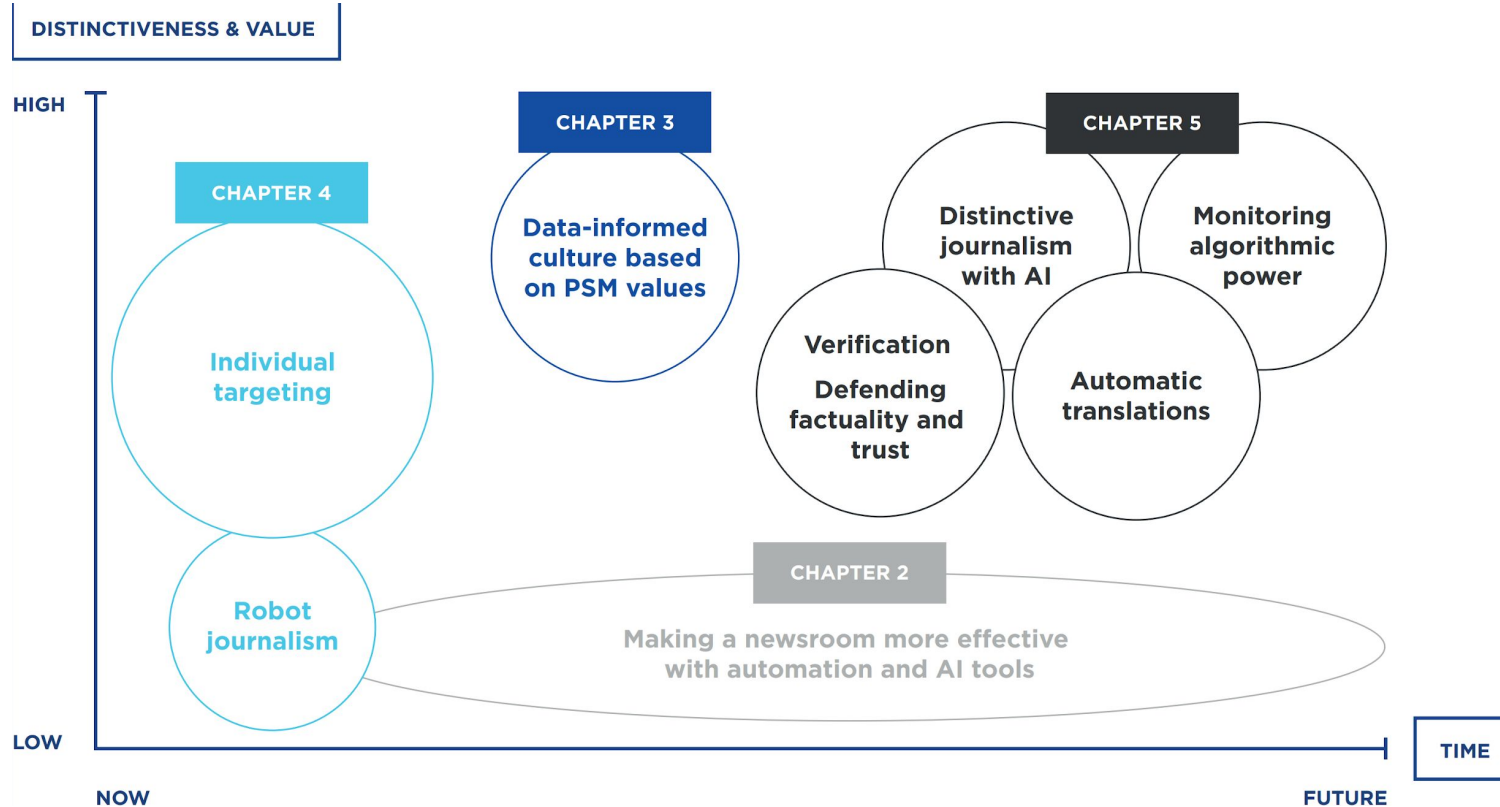 DISTINCTIVENESS & VALUE
HIGH
CHAPTER 4
Individual
targeting
Robot
journalism
CHAPTER 3
Data-informed
culture based
on PSM values
CHAPTER 5
Distinctive
journalism
with AI
Monitoring
algorithmic
power
Verification
Defending
factuality and
trust
Automatic
translations
CHAPTER 2
Making a newsroom more effective
with automation and AI tools
LOW
TIME
NOW
FUTURE